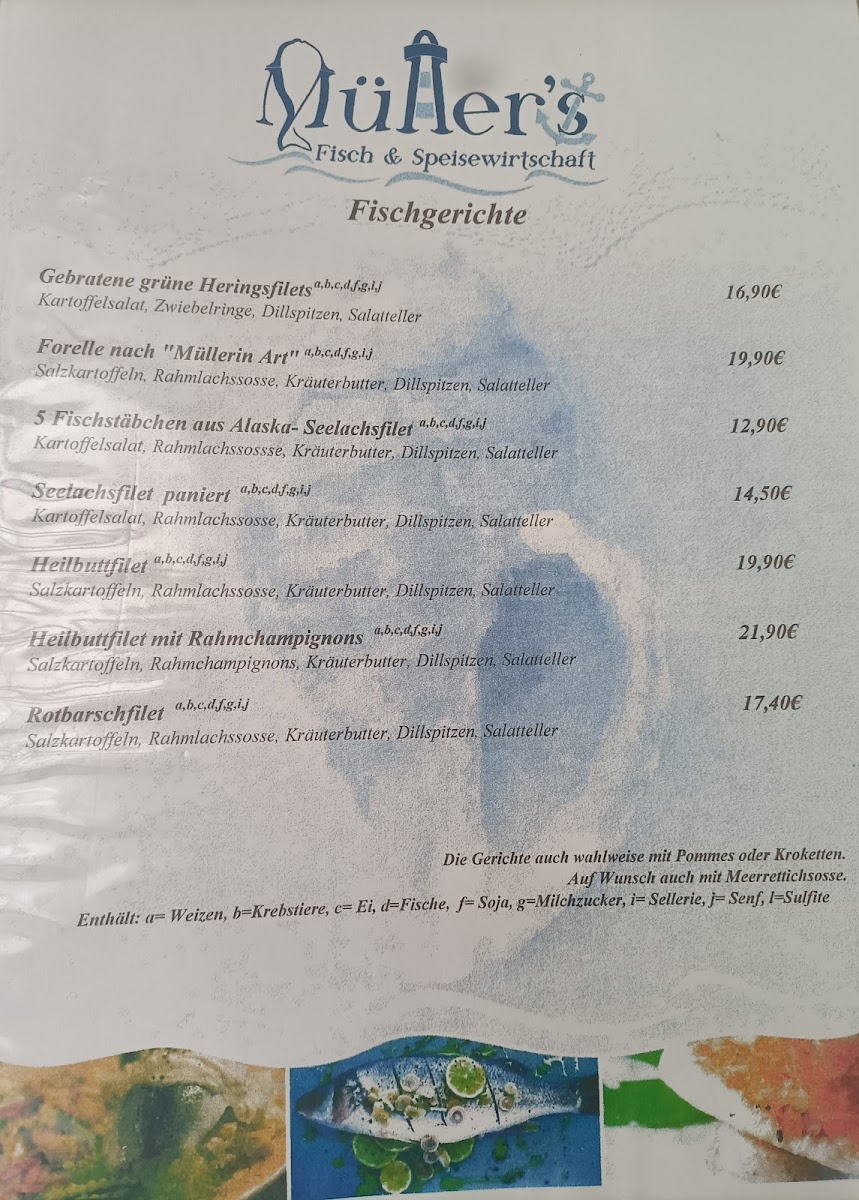 Müller's
Fisch & Speisewirtschaft
Fischgerichte
Gebratene grüne Heringsfilets a,b,c,d,f,g,i,j 16,90€
Kartoffelsalat, Zwiebelringe, Dillspitzen, Salatteller
Forelle nach "Müllerin Art" a,b,c,d,f,g,i,j 19,90€
Salzkartoffeln, Rahmlachssosse, Kräuterbutter, Dillspitzen, Salatteller
5 Fischstäbchen aus Alaska- Seelachsfilet a,b,c,d,f,g,i,j 12,90€
Kartoffelsalat, Rahmlachssossse, Kräuterbutter, Dillspitzen, Salatteller
Seelachsfilet paniert a,b,c,d,f,g,i,j 14,50€
Kartoffelsalat, Rahmlachssosse, Kräuterbutter, Dillspitzen, Salatteller
Heilbuttfilet a,b,c,d,f,g,i,j 19,90€
Salzkartoffeln, Rahmlachssosse, Kräuterbutter, Dillspitzen, Salatteller
Heilbuttfilet mit Rahmchampignons a,b,c,d,f,g,i,j 21,90€
Salzkartoffeln, Rahmchampignons, Kräuterbutter, Dillspitzen, Salatteller
Rotbarschfilet a,b,c,d,f,g,i,j 17,40€
Salzkartoffeln, Rahmlachssosse, Kräuterbutter, Dillspitzen, Salatteller
Die Gerichte auch wahlweise mit Pommes oder Kroketten.
Auf Wunsch auch mit Meerrettichsosse.
Enthält: a= Weizen, b=Krebstiere, c= Ei, d=Fische, f= Soja, g=Milchzucker, i= Sellerie, j= Senf, l=Sulfite